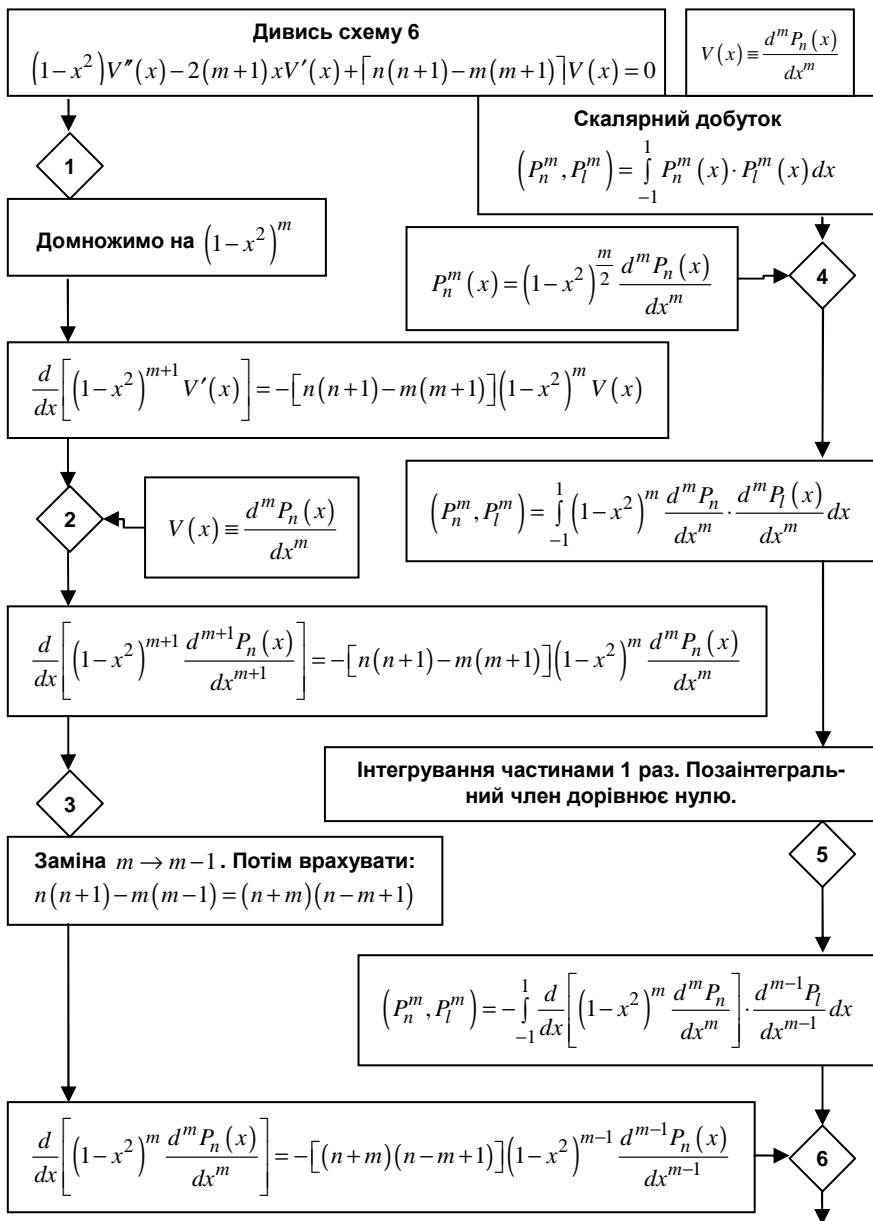 Дивись схему 6
(1−x²)V″(x)−2(m+1)xV′(x)+[n(n+1)−m(m+1)]V(x)=0
V(x)≡d^m P_n(x)/dx^m
Скалярний добуток
(P_n^m, P_l^m)=∫_{−1}^{1} P_n^m(x)·P_l^m(x)dx
1
Домножимо на (1−x²)^m
P_n^m(x)=(1−x²)^{m/2} d^m P_n(x)/dx^m
4
d/dx[(1−x²)^{m+1} V′(x)]=−[n(n+1)−m(m+1)](1−x²)^m V(x)
2
V(x)≡d^m P_n(x)/dx^m
(P_n^m, P_l^m)=∫_{−1}^{1}(1−x²)^m d^m P_n/dx^m · d^m P_l(x)/dx^m dx
d/dx[(1−x²)^{m+1} d^{m+1}P_n(x)/dx^{m+1}]=−[n(n+1)−m(m+1)](1−x²)^m d^m P_n(x)/dx^m
3
Інтегрування частинами 1 раз. Позаінтеграль-
ний член дорівнює нулю.
Заміна m→m−1. Потім врахувати:
n(n+1)−m(m−1)=(n+m)(n−m+1)
5
(P_n^m, P_l^m)=−∫_{−1}^{1} d/dx[(1−x²)^m d^m P_n/dx^m]· d^{m−1}P_l/dx^{m−1} dx
d/dx[(1−x²)^m d^m P_n(x)/dx^m]=−[(n+m)(n−m+1)](1−x²)^{m−1} d^{m−1}P_n(x)/dx^{m−1}
6